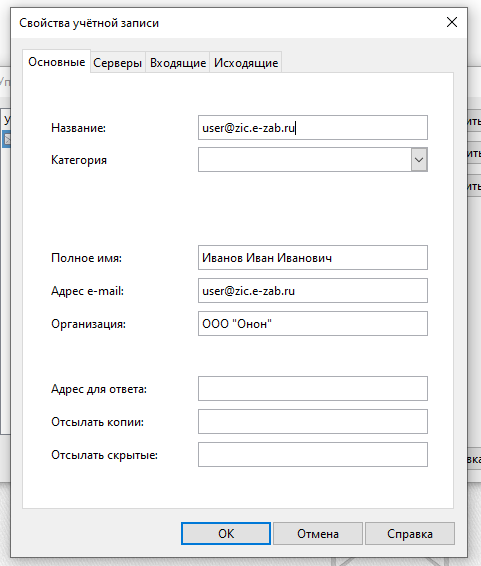 Свойства учётной записи
Основные Серверы Входящие Исходящие
Название: user@zic.e-zab.ru
Категория
Полное имя: Иванов Иван Иванович
Адрес e-mail: user@zic.e-zab.ru
Организация: ООО "Онон"
Адрес для ответа:
Отсылать копии:
Отсылать скрытые:
ОК Отмена Справка